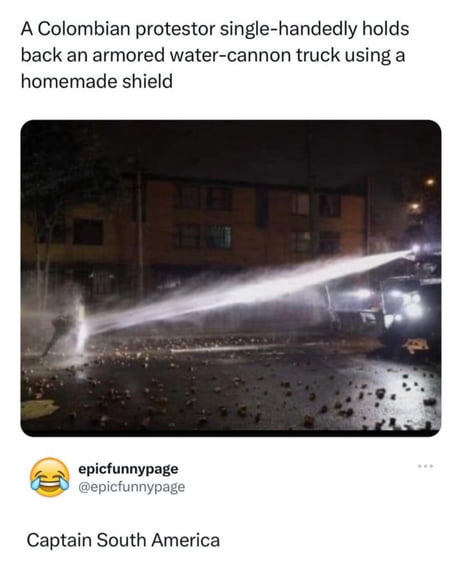 A Colombian protestor single-handedly holds
back an armored water-cannon truck using a
homemade shield
epicfunnypage
@epicfunnypage
Captain South America